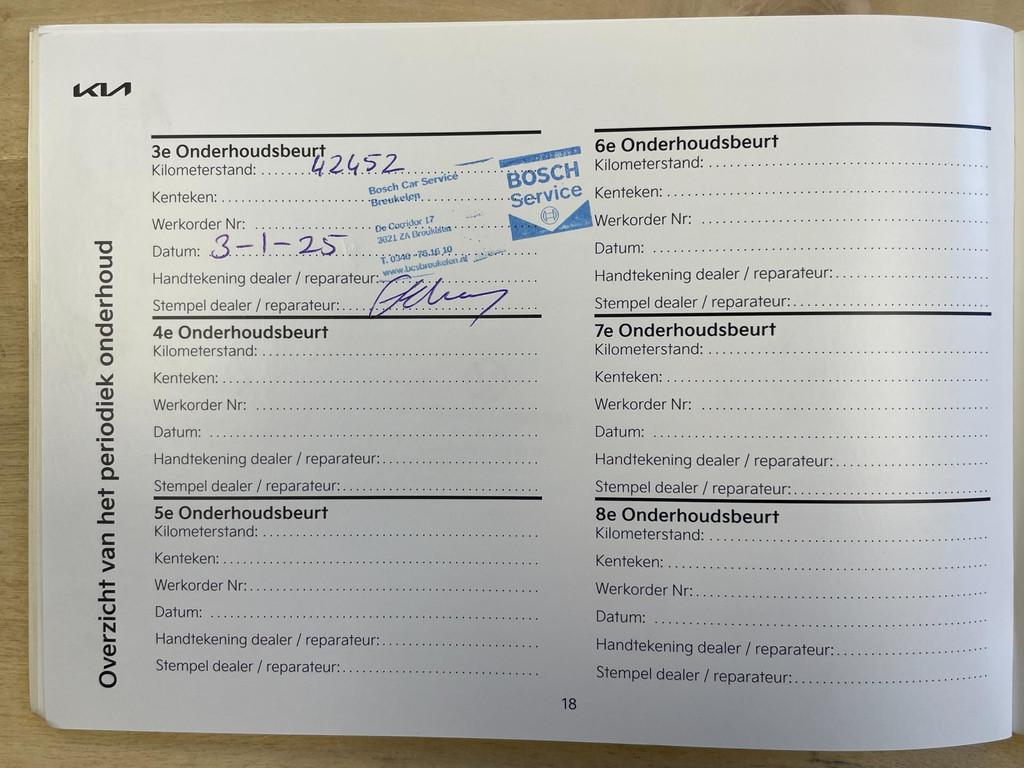 KIA
Overzicht van het periodiek onderhoud
3e Onderhoudsbeurt
Kilometerstand: 42452
Kenteken:
Werkorder Nr:
Datum: 3-1-25
Handtekening dealer / reparateur:
Stempel dealer / reparateur:
Bosch Car Service
Breukelen
De Corridor 17
3621 ZA Breukelen
T. 0346 - 76.16.10
www.bcsbreukelen.nl
BOSCH
Service
4e Onderhoudsbeurt
Kilometerstand:
Kenteken:
Werkorder Nr:
Datum:
Handtekening dealer / reparateur:
Stempel dealer / reparateur:
5e Onderhoudsbeurt
Kilometerstand:
Kenteken:
Werkorder Nr:
Datum:
Handtekening dealer / reparateur:
Stempel dealer / reparateur:
6e Onderhoudsbeurt
Kilometerstand:
Kenteken:
Werkorder Nr:
Datum:
Handtekening dealer / reparateur:
Stempel dealer / reparateur:
7e Onderhoudsbeurt
Kilometerstand:
Kenteken:
Werkorder Nr:
Datum:
Handtekening dealer / reparateur:
Stempel dealer / reparateur:
8e Onderhoudsbeurt
Kilometerstand:
Kenteken:
Werkorder Nr:
Datum:
Handtekening dealer / reparateur:
Stempel dealer / reparateur:
18